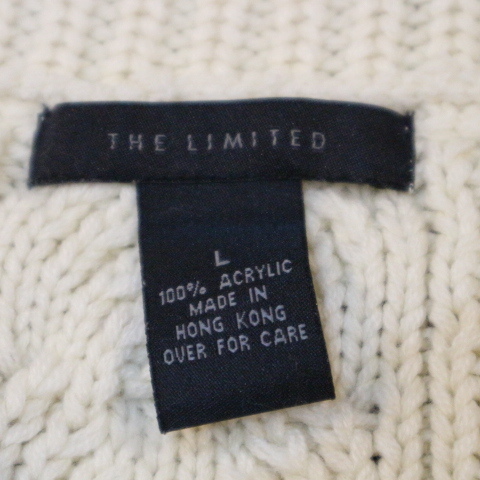 THE LIMITED
L
100% ACRYLIC
MADE IN
HONG KONG
OVER FOR CARE